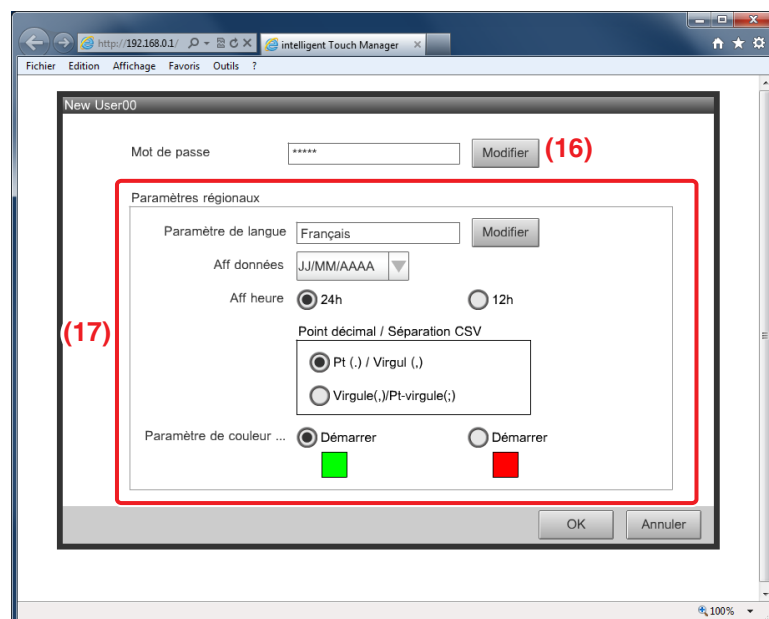 http://192.168.0.1/
intelligent Touch Manager
Fichier Edition Affichage Favoris Outils ?
New User00
Mot de passe ***** Modifier (16)
Paramètres régionaux
Paramètre de langue Français Modifier
Aff données JJ/MM/AAAA
Aff heure 24h 12h
(17)
Point décimal / Séparation CSV
Pt (.) / Virgul (,)
Virgule(,)/Pt-virgule(;)
Paramètre de couleur ... Démarrer Démarrer
OK Annuler
100%